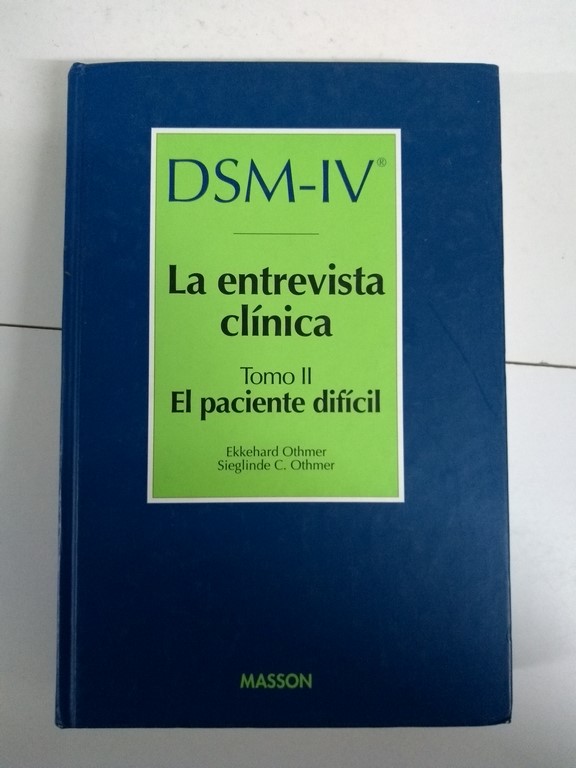 DSM-IV®
La entrevista
clínica
Tomo II
El paciente difícil
Ekkehard Othmer
Sieglinde C. Othmer
MASSON